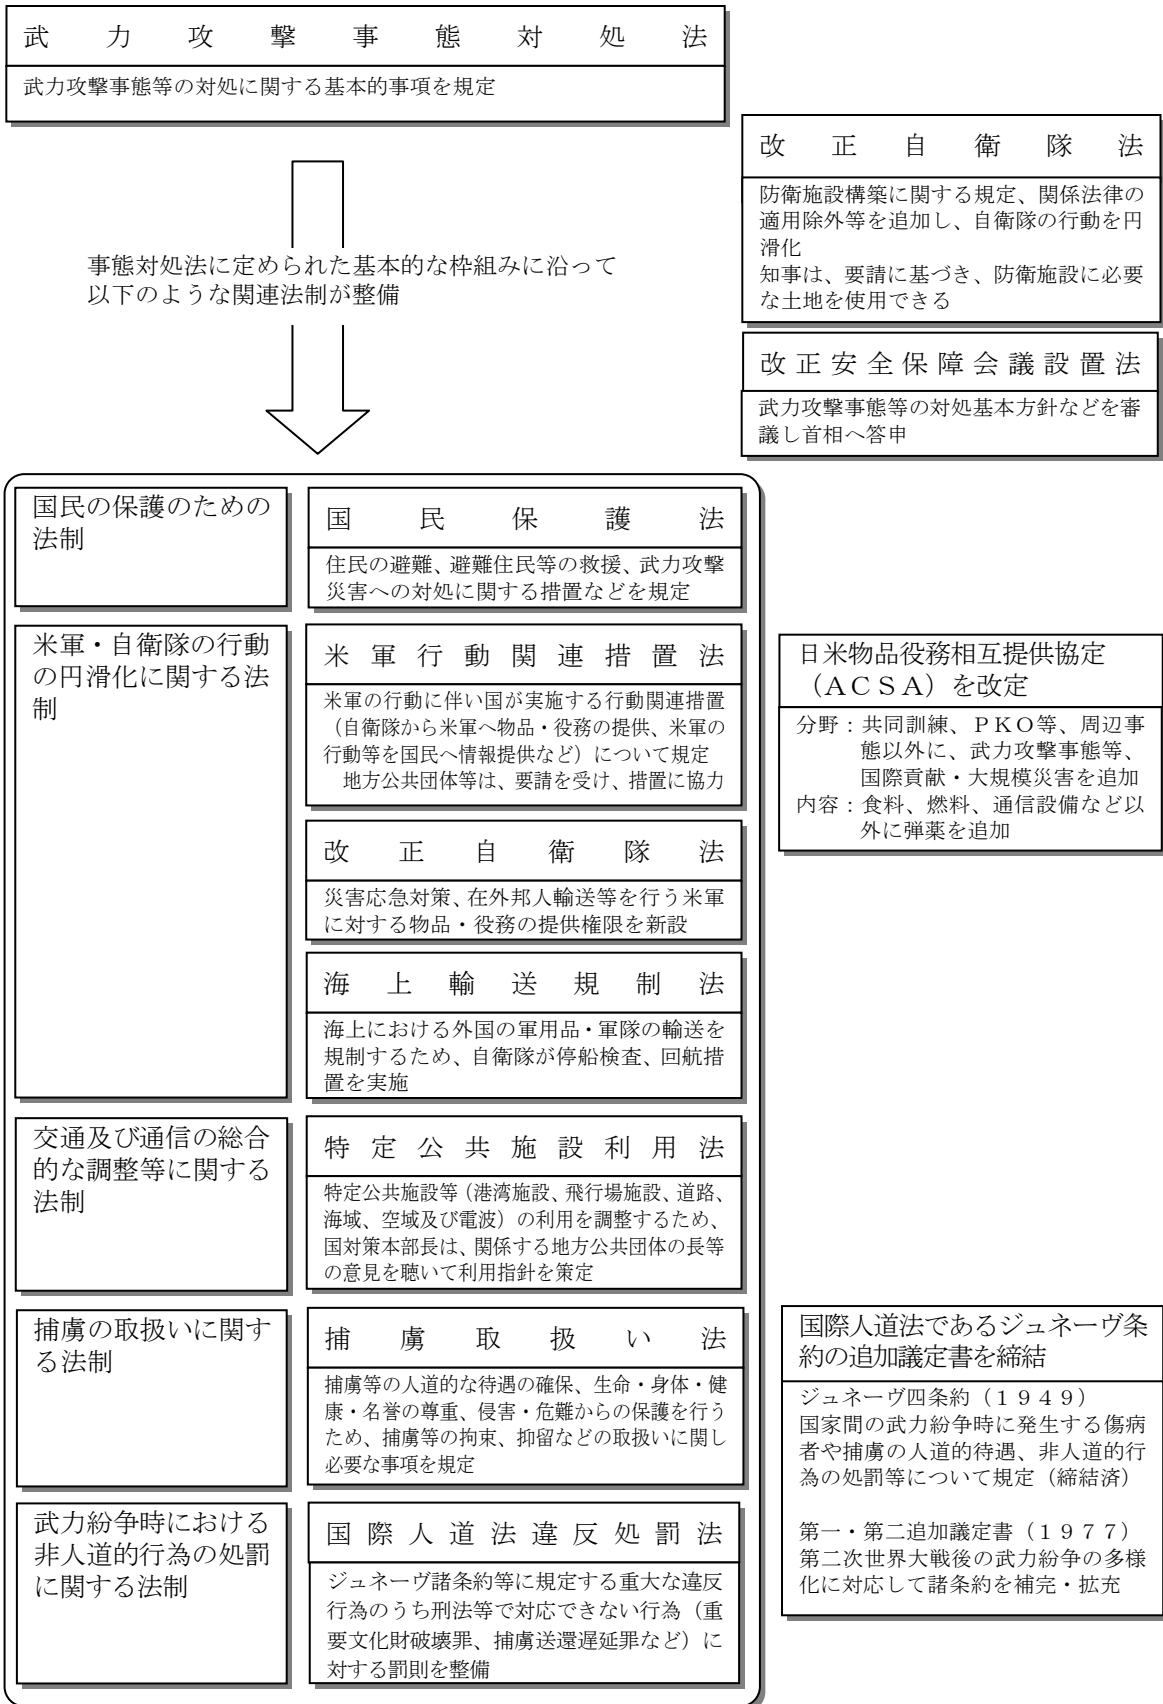 武力攻撃事態対処法
武力攻撃事態等の対処に関する基本的事項を規定
改正自衛隊法
防衛施設構築に関する規定、関係法律の
適用除外等を追加し、自衛隊の行動を円
滑化
知事は、要請に基づき、防衛施設に必要
な土地を使用できる
事態対処法に定められた基本的な枠組みに沿って
以下のような関連法制が整備
改正安全保障会議設置法
武力攻撃事態等の対処基本方針などを審
議し首相へ答申
国民の保護のための
法制
国民保護法
住民の避難、避難住民等の救援、武力攻撃
災害への対処に関する措置などを規定
米軍・自衛隊の行動
の円滑化に関する法
制
米軍行動関連措置法
米軍の行動に伴い国が実施する行動関連措置
（自衛隊から米軍へ物品・役務の提供、米軍の
行動等を国民へ情報提供など）について規定
地方公共団体等は、要請を受け、措置に協力
日米物品役務相互提供協定
（ＡＣＳＡ）を改定
分野：共同訓練、ＰＫＯ等、周辺事
態以外に、武力攻撃事態等、
国際貢献・大規模災害を追加
内容：食料、燃料、通信設備など以
外に弾薬を追加
改正自衛隊法
災害応急対策、在外邦人輸送等を行う米軍
に対する物品・役務の提供権限を新設
海上輸送規制法
海上における外国の軍用品・軍隊の輸送を
規制するため、自衛隊が停船検査、回航措
置を実施
交通及び通信の総合
的な調整等に関する
法制
特定公共施設利用法
特定公共施設等（港湾施設、飛行場施設、道路、
海域、空域及び電波）の利用を調整するため、
国対策本部長は、関係する地方公共団体の長等
の意見を聴いて利用指針を策定
捕虜の取扱いに関す
る法制
捕虜取扱い法
捕虜等の人道的な待遇の確保、生命・身体・健
康・名誉の尊重、侵害・危難からの保護を行う
ため、捕虜等の拘束、抑留などの取扱いに関し
必要な事項を規定
国際人道法であるジュネーヴ条
約の追加議定書を締結
ジュネーヴ四条約（１９４９）
国家間の武力紛争時に発生する傷病
者や捕虜の人道的待遇、非人道的行
為の処罰等について規定（締結済）
第一・第二追加議定書（１９７７）
第二次世界大戦後の武力紛争の多様
化に対応して諸条約を補完・拡充
武力紛争時における
非人道的行為の処罰
に関する法制
国際人道法違反処罰法
ジュネーヴ諸条約等に規定する重大な違反
行為のうち刑法等で対応できない行為（重
要文化財破壊罪、捕虜送還遅延罪など）に
対する罰則を整備